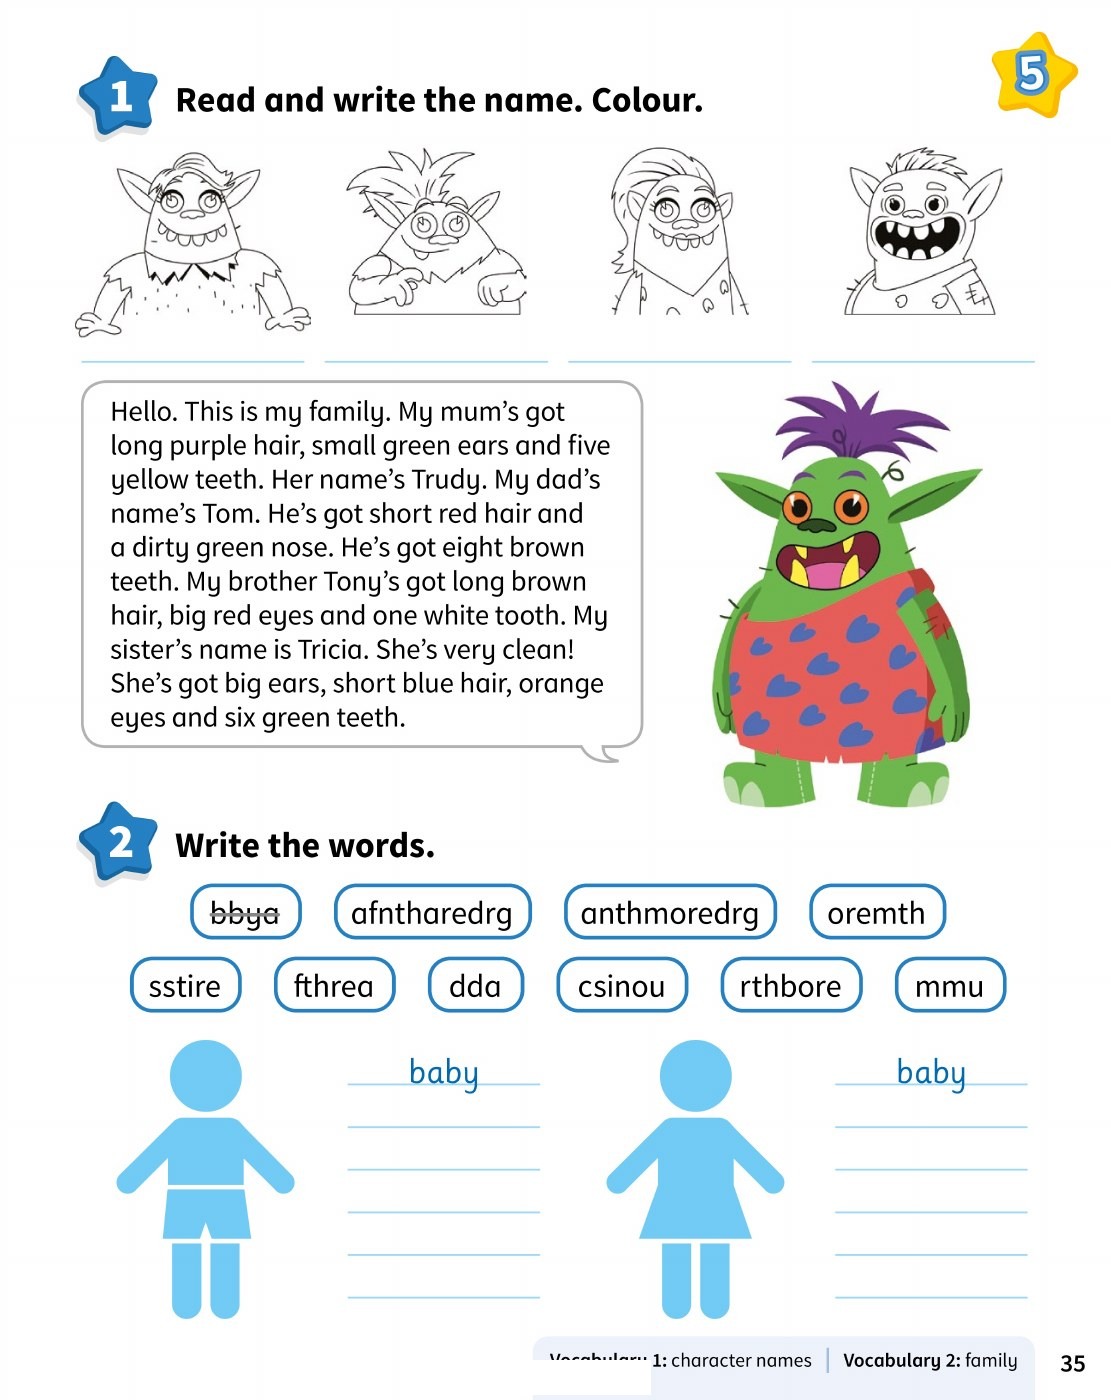 1 Read and write the name. Colour.
5
Hello. This is my family. My mum's got
long purple hair, small green ears and five
yellow teeth. Her name's Trudy. My dad's
name's Tom. He's got short red hair and
a dirty green nose. He's got eight brown
teeth. My brother Tony's got long brown
hair, big red eyes and one white tooth. My
sister's name is Tricia. She's very clean!
She's got big ears, short blue hair, orange
eyes and six green teeth.
2 Write the words.
bbya afntharedrg anthmoredrg oremth
sstire fthrea dda csinou rthbore mmu
baby baby
Vocabulary 1: character names | Vocabulary 2: family 35